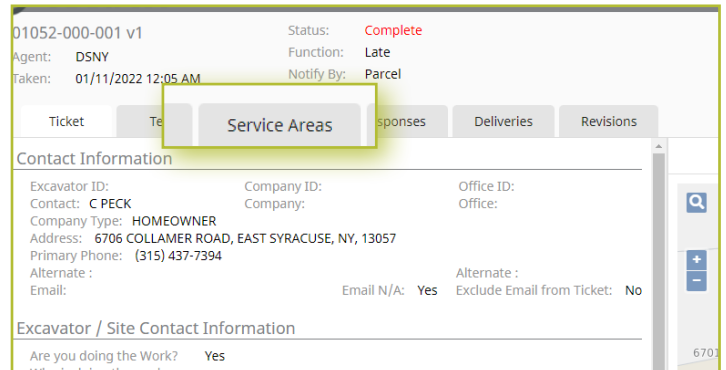 01052-000-001 v1
Status: Complete
Agent: DSNY
Function: Late
Taken: 01/11/2022 12:05 AM
Notify By: Parcel
Ticket Te Service Areas sponses Deliveries Revisions
Contact Information
Excavator ID: Company ID: Office ID:
Contact: C PECK Company: Office:
Company Type: HOMEOWNER
Address: 6706 COLLAMER ROAD, EAST SYRACUSE, NY, 13057
Primary Phone: (315) 437-7394
Alternate : Alternate :
Email: Email N/A: Yes Exclude Email from Ticket: No
Excavator / Site Contact Information
Are you doing the Work? Yes
+
−
6701